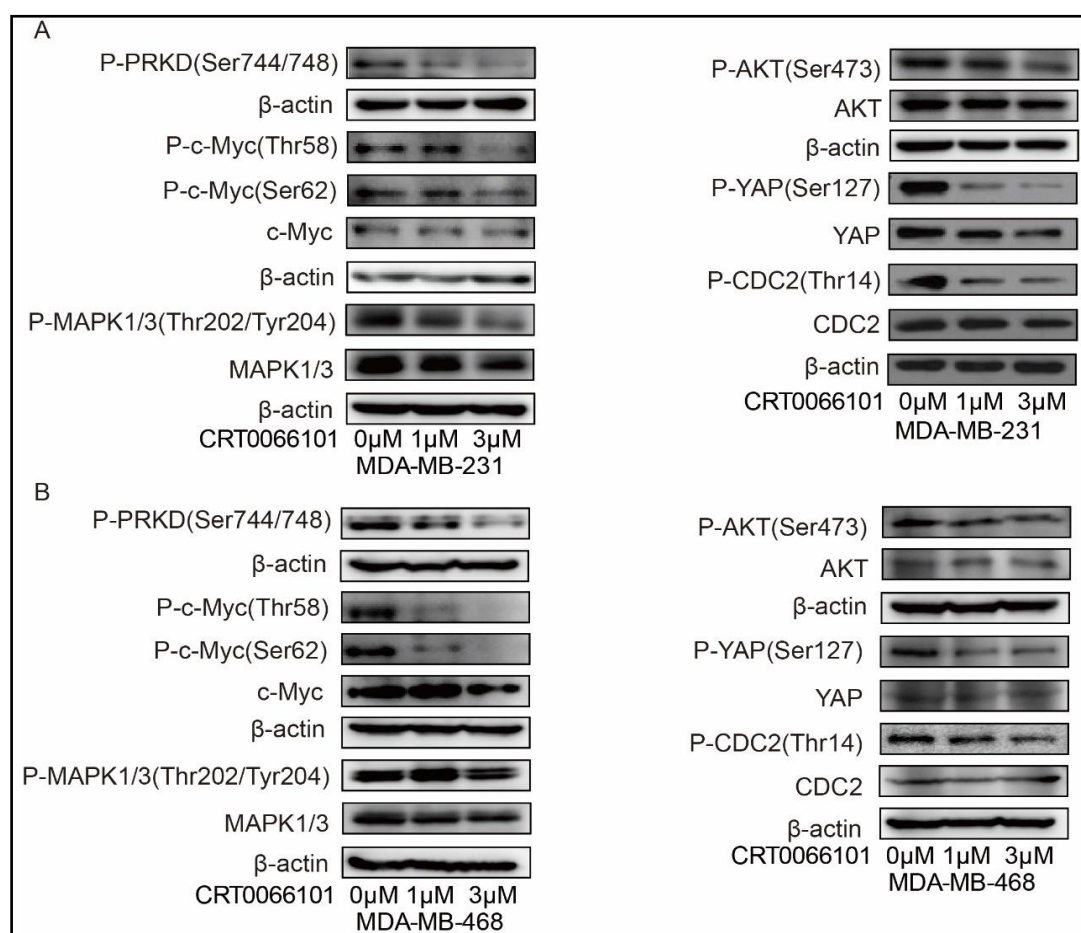 A
P-PRKD(Ser744/748)
β-actin
P-c-Myc(Thr58)
P-c-Myc(Ser62)
c-Myc
β-actin
P-MAPK1/3(Thr202/Tyr204)
MAPK1/3
β-actin
CRT0066101 0μM 1μM 3μM
MDA-MB-231
P-AKT(Ser473)
AKT
β-actin
P-YAP(Ser127)
YAP
P-CDC2(Thr14)
CDC2
β-actin
CRT0066101 0μM 1μM 3μM
MDA-MB-231
B
P-PRKD(Ser744/748)
β-actin
P-c-Myc(Thr58)
P-c-Myc(Ser62)
c-Myc
β-actin
P-MAPK1/3(Thr202/Tyr204)
MAPK1/3
β-actin
CRT0066101 0μM 1μM 3μM
MDA-MB-468
P-AKT(Ser473)
AKT
β-actin
P-YAP(Ser127)
YAP
P-CDC2(Thr14)
CDC2
β-actin
CRT0066101 0μM 1μM 3μM
MDA-MB-468